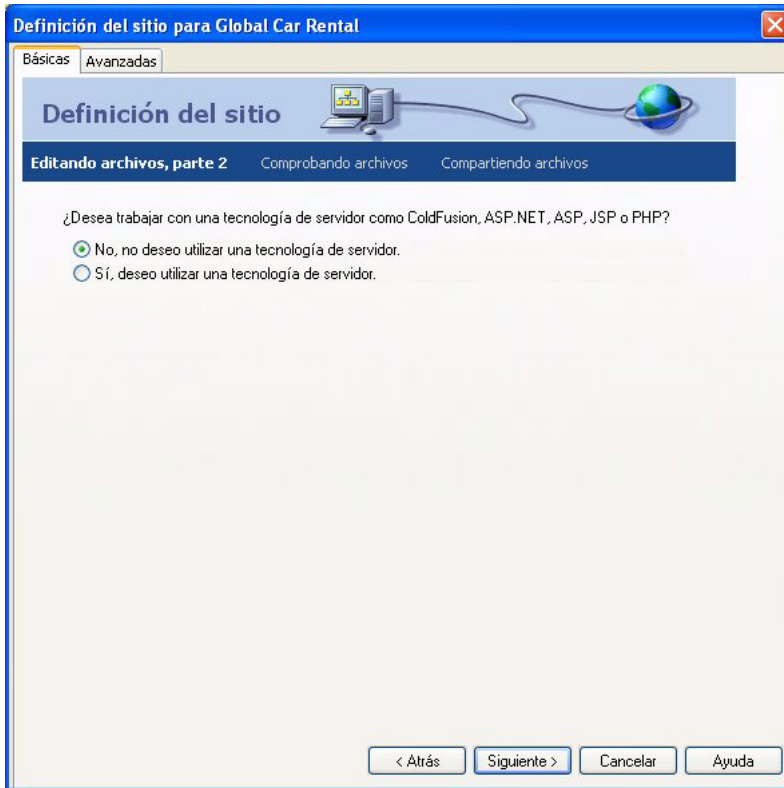 Definición del sitio para Global Car Rental
Básicas Avanzadas
Definición del sitio
Editando archivos, parte 2 Comprobando archivos Compartiendo archivos
¿Desea trabajar con una tecnología de servidor como ColdFusion, ASP.NET, ASP, JSP o PHP?
No, no deseo utilizar una tecnología de servidor.
Sí, deseo utilizar una tecnología de servidor.
< Atrás Siguiente > Cancelar Ayuda